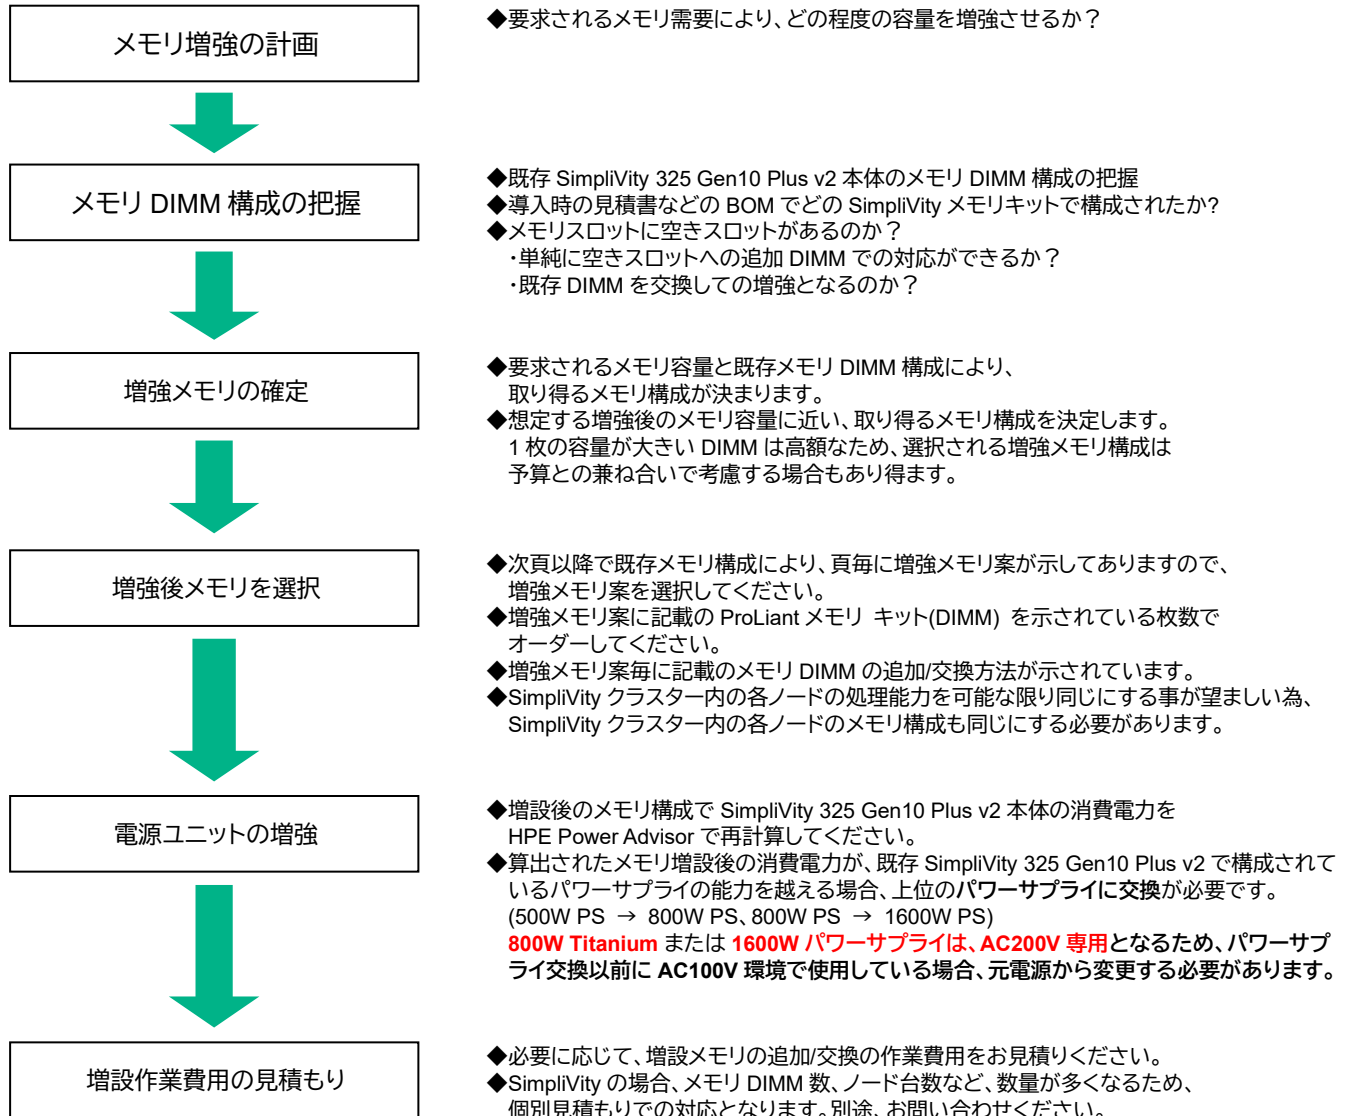 メモリ増強の計画
◆要求されるメモリ需要により、どの程度の容量を増強させるか？
メモリ DIMM 構成の把握
◆既存 SimpliVity 325 Gen10 Plus v2 本体のメモリ DIMM 構成の把握
◆導入時の見積書などの BOM でどの SimpliVity メモリキットで構成されたか?
◆メモリスロットに空きスロットがあるのか？
・単純に空きスロットへの追加 DIMM での対応ができるか？
・既存 DIMM を交換しての増強となるのか？
増強メモリの確定
◆要求されるメモリ容量と既存メモリ DIMM 構成により、
取り得るメモリ構成が決まります。
◆想定する増強後のメモリ容量に近い、取り得るメモリ構成を決定します。
1 枚の容量が大きい DIMM は高額なため、選択される増強メモリ構成は
予算との兼ね合いで考慮する場合もあり得ます。
増強後メモリを選択
◆次頁以降で既存メモリ構成により、頁毎に増強メモリ案が示してありますので、
増強メモリ案を選択してください。
◆増強メモリ案に記載の ProLiant メモリ キット(DIMM) を示されている枚数で
オーダーしてください。
◆増強メモリ案毎に記載のメモリ DIMM の追加/交換方法が示されています。
◆SimpliVity クラスター内の各ノードの処理能力を可能な限り同じにする事が望ましい為、
SimpliVity クラスター内の各ノードのメモリ構成も同じにする必要があります。
電源ユニットの増強
◆増設後のメモリ構成で SimpliVity 325 Gen10 Plus v2 本体の消費電力を
HPE Power Advisor で再計算してください。
◆算出されたメモリ増設後の消費電力が、既存 SimpliVity 325 Gen10 Plus v2 で構成されて
いるパワーサプライの能力を越える場合、上位のパワーサプライに交換が必要です。
(500W PS → 800W PS、800W PS → 1600W PS)
800W Titanium または 1600W パワーサプライは、AC200V 専用となるため、パワーサプ
ライ交換以前に AC100V 環境で使用している場合、元電源から変更する必要があります。
増設作業費用の見積もり
◆必要に応じて、増設メモリの追加/交換の作業費用をお見積りください。
◆SimpliVity の場合、メモリ DIMM 数、ノード台数など、数量が多くなるため、
個別見積もりでの対応となります。別途、お問い合わせください。